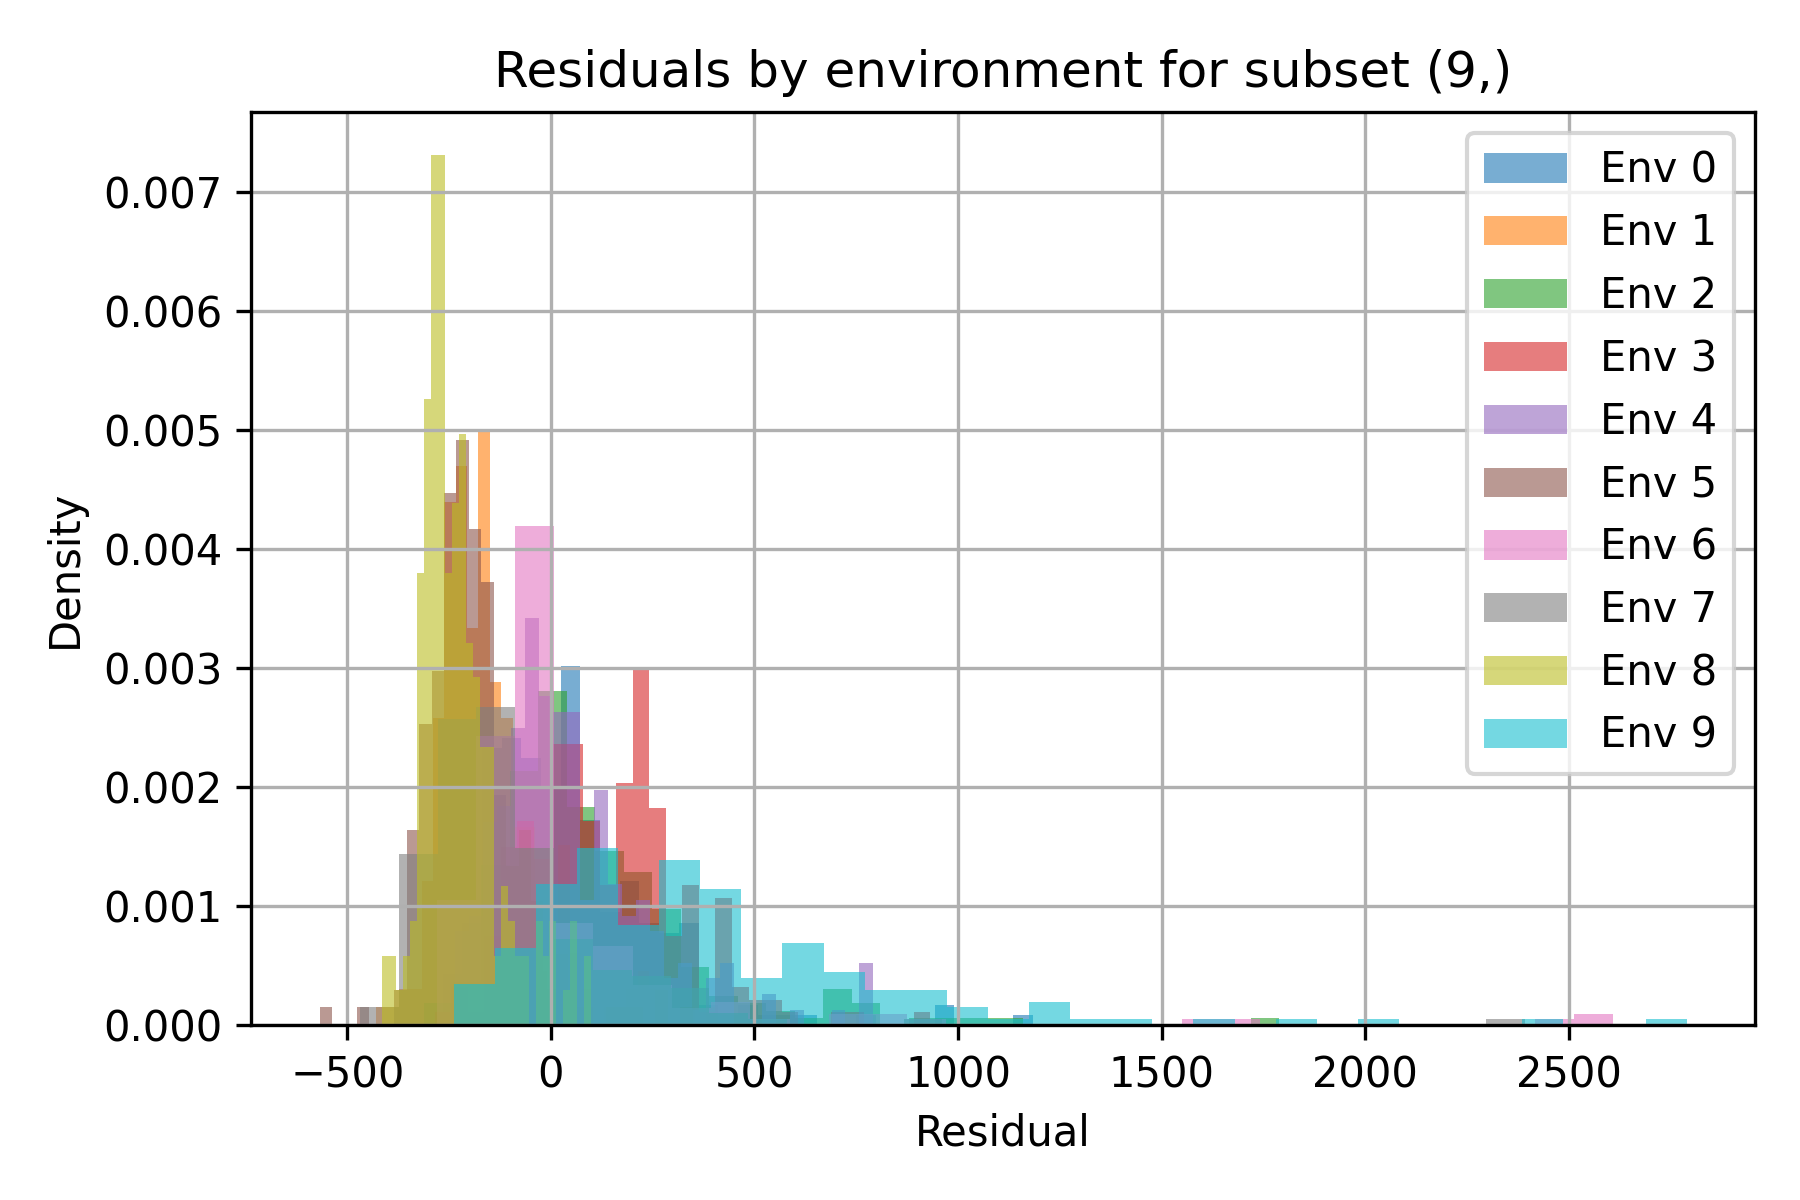 Residuals by environment for subset (9,)
Density
0.007
0.006
0.005
0.004
0.003
0.002
0.001
0.000
−500
0
500
1000
1500
2000
2500
Residual
Env 0
Env 1
Env 2
Env 3
Env 4
Env 5
Env 6
Env 7
Env 8
Env 9